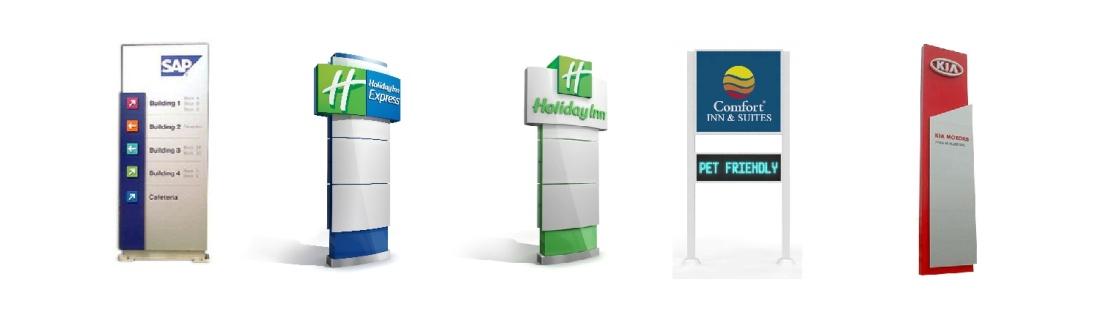 SAP
Building 1
Building 2
Building 3
Building 4
Cafeteria
H
Holiday Inn
Express
H
Holiday Inn
Comfort
INN & SUITES
PET FRIENDLY
KIA
KIA MOTORS